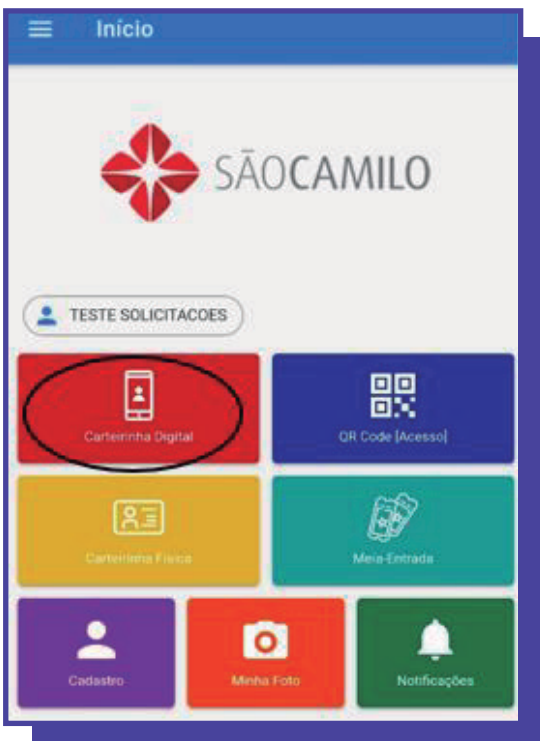 Início
SÃOCAMILO
TESTE SOLICITACOES
Carteirinha Digital
QR Code [Acesso]
Carteirinha Física
Meia-Entrada
Cadastro
Minha Foto
Notificações